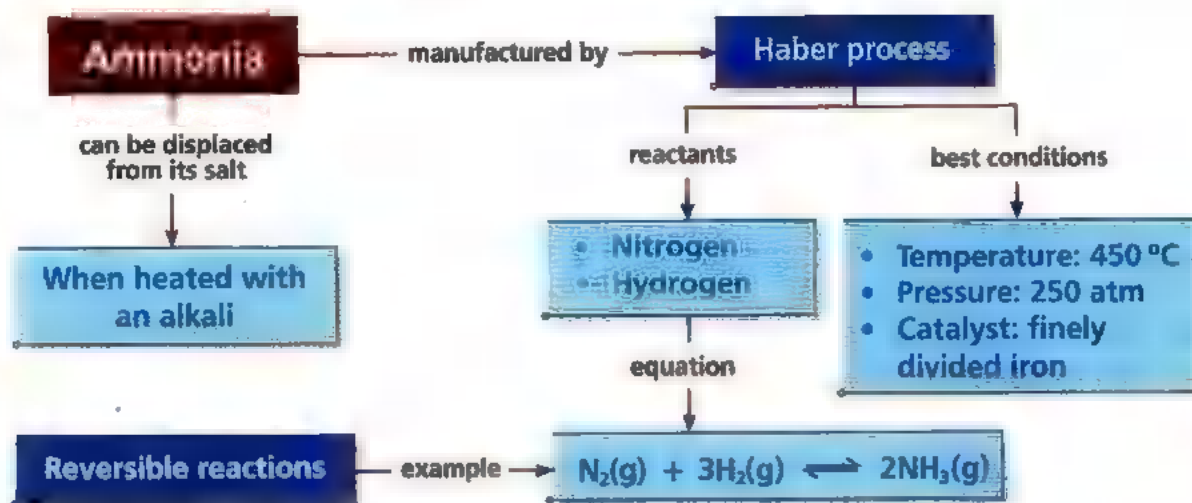 Ammonia
manufactured by
Haber process
can be displaced
from its salt
reactants
best conditions
When heated with
an alkali
• Nitrogen
• Hydrogen
• Temperature: 450 °C
• Pressure: 250 atm
• Catalyst: finely
divided iron
equation
Reversible reactions
example
N₂(g) + 3H₂(g) ⇌ 2NH₃(g)